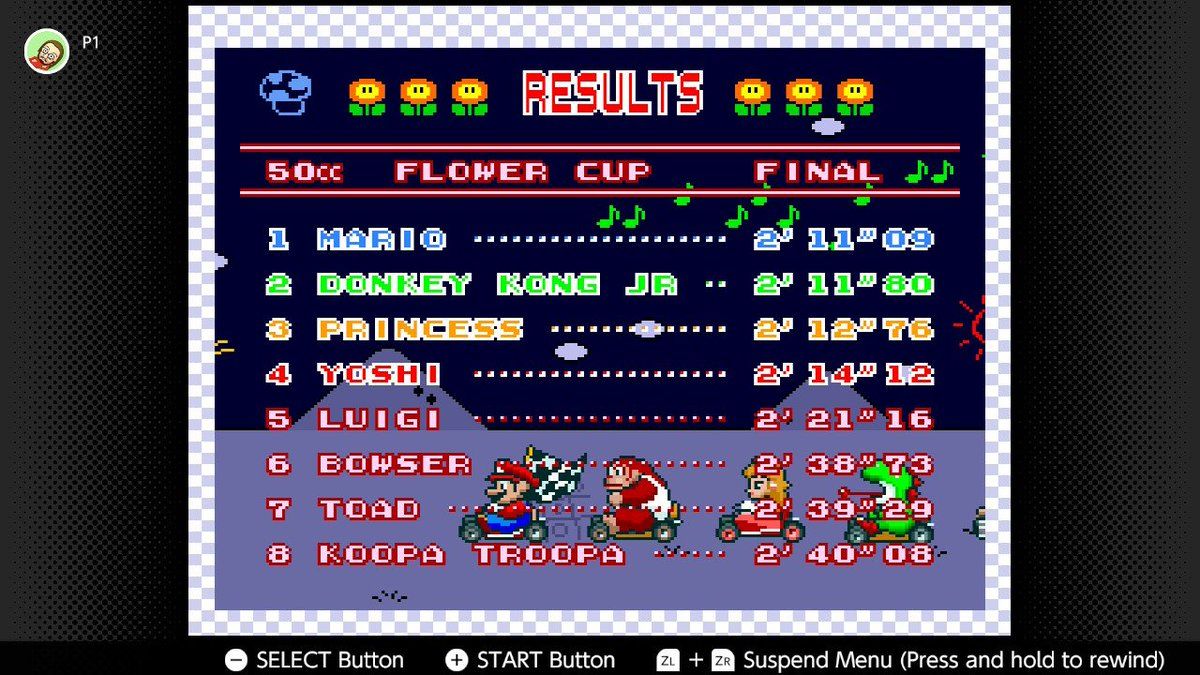 P1
RESULTS
50cc FLOWER CUP FINAL
1 MARIO .................... 2' 11"09
2 DONKEY KONG JR .. 2' 11"80
3 PRINCESS .............. 2' 12"76
4 YOSHI .................... 2' 14"12
5 LUIGI .................... 2' 21"16
6 BOWSER .................. 2' 38"73
7 TOAD ...................... 2' 39"29
8 KOOPA TROOPA ...... 2' 40"08
− SELECT Button + START Button ZL + ZR Suspend Menu (Press and hold to rewind)